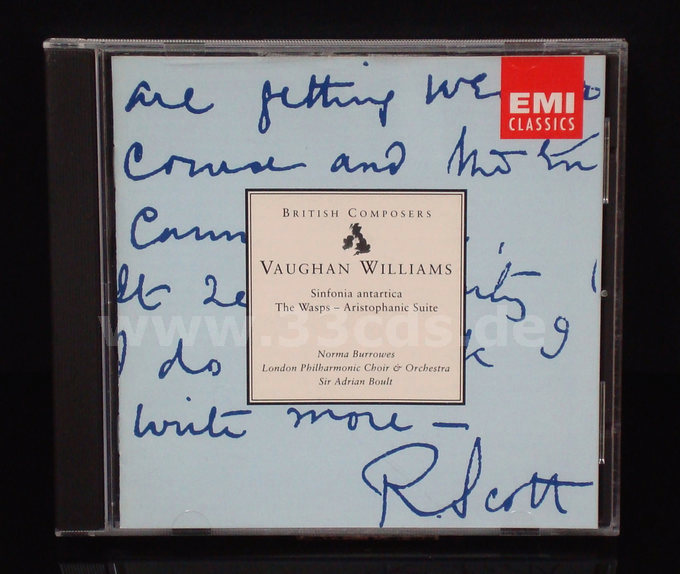 are getting we
EMI
CLASSICS
course and the
BRITISH COMPOSERS
VAUGHAN WILLIAMS
Sinfonia antartica
The Wasps – Aristophanic Suite
www.33cds.de
I do
Norma Burrowes
London Philharmonic Choir & Orchestra
Sir Adrian Boult
write more –
R. Scott